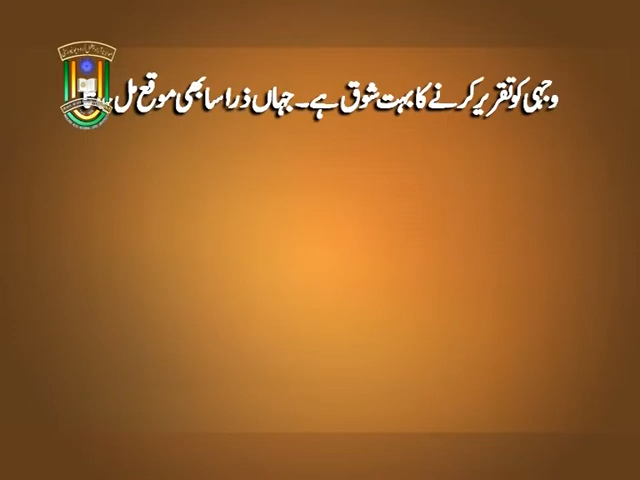 وجہی کو تقریر کرنے کا بہت شوق ہے۔ جہاں ذرا سا بھی موقع مل